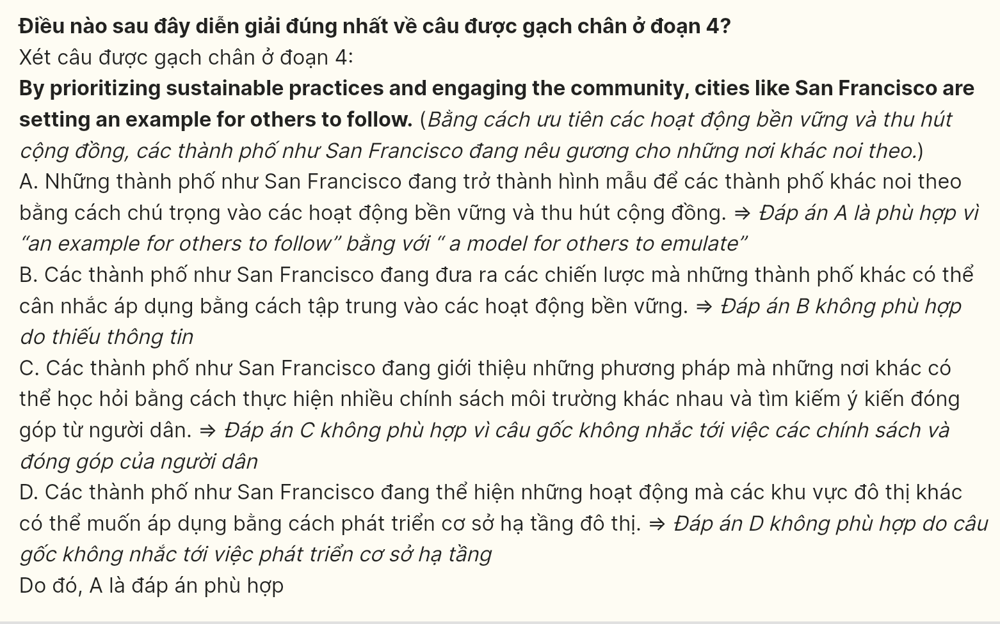 Điều nào sau đây diễn giải đúng nhất về câu được gạch chân ở đoạn 4?
Xét câu được gạch chân ở đoạn 4:
By prioritizing sustainable practices and engaging the community, cities like San Francisco are
setting an example for others to follow. (Bằng cách ưu tiên các hoạt động bền vững và thu hút
cộng đồng, các thành phố như San Francisco đang nêu gương cho những nơi khác noi theo.)
A. Những thành phố như San Francisco đang trở thành hình mẫu để các thành phố khác noi theo
bằng cách chú trọng vào các hoạt động bền vững và thu hút cộng đồng. ⇒ Đáp án A là phù hợp vì
“an example for others to follow” bằng với “ a model for others to emulate”
B. Các thành phố như San Francisco đang đưa ra các chiến lược mà những thành phố khác có thể
cân nhắc áp dụng bằng cách tập trung vào các hoạt động bền vững. ⇒ Đáp án B không phù hợp
do thiếu thông tin
C. Các thành phố như San Francisco đang giới thiệu những phương pháp mà những nơi khác có
thể học hỏi bằng cách thực hiện nhiều chính sách môi trường khác nhau và tìm kiếm ý kiến đóng
góp từ người dân. ⇒ Đáp án C không phù hợp vì câu gốc không nhắc tới việc các chính sách và
đóng góp của người dân
D. Các thành phố như San Francisco đang thể hiện những hoạt động mà các khu vực đô thị khác
có thể muốn áp dụng bằng cách phát triển cơ sở hạ tầng đô thị. ⇒ Đáp án D không phù hợp do câu
gốc không nhắc tới việc phát triển cơ sở hạ tầng
Do đó, A là đáp án phù hợp